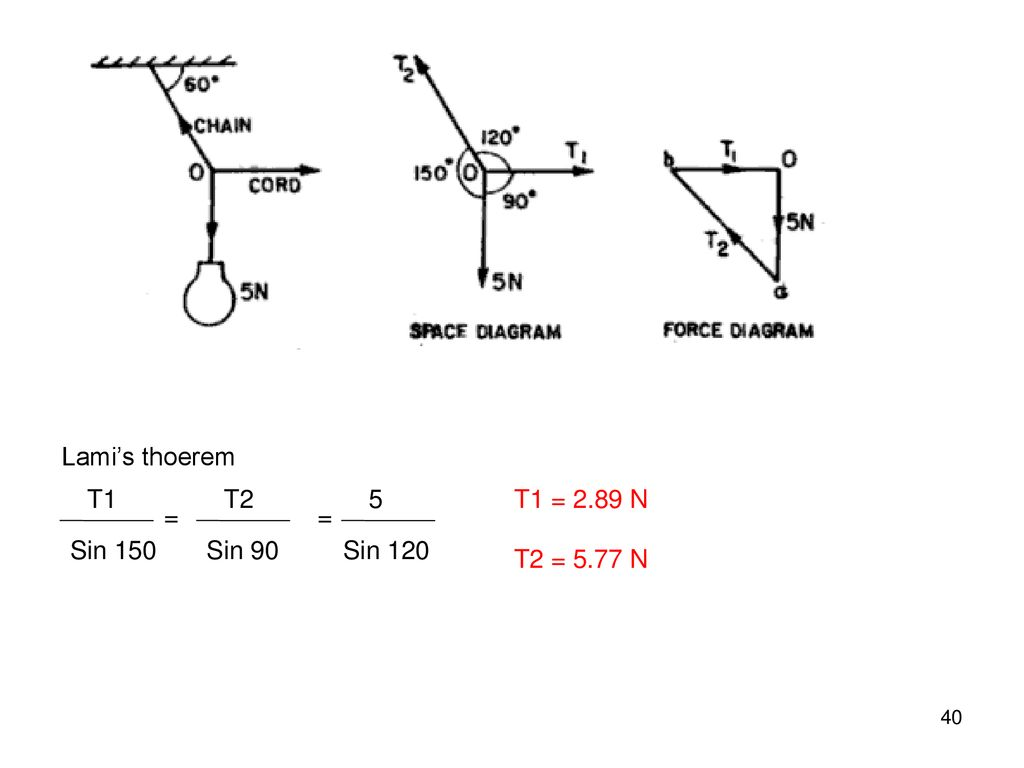 60°
CHAIN
O
CORD
5N
T2
120°
T1
150°
O
90°
5N
SPACE DIAGRAM
b
T1
O
5N
T2
a
FORCE DIAGRAM
Lami’s thoerem
T1 = T2 = 5
Sin 150 Sin 90 Sin 120
T1 = 2.89 N
T2 = 5.77 N
40